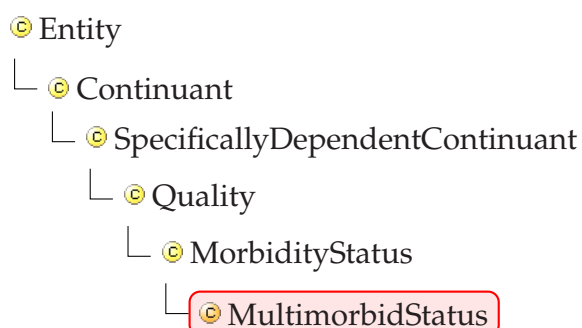 C Entity
C Continuant
C SpecificallyDependentContinuant
C Quality
C MorbidityStatus
C MultimorbidStatus